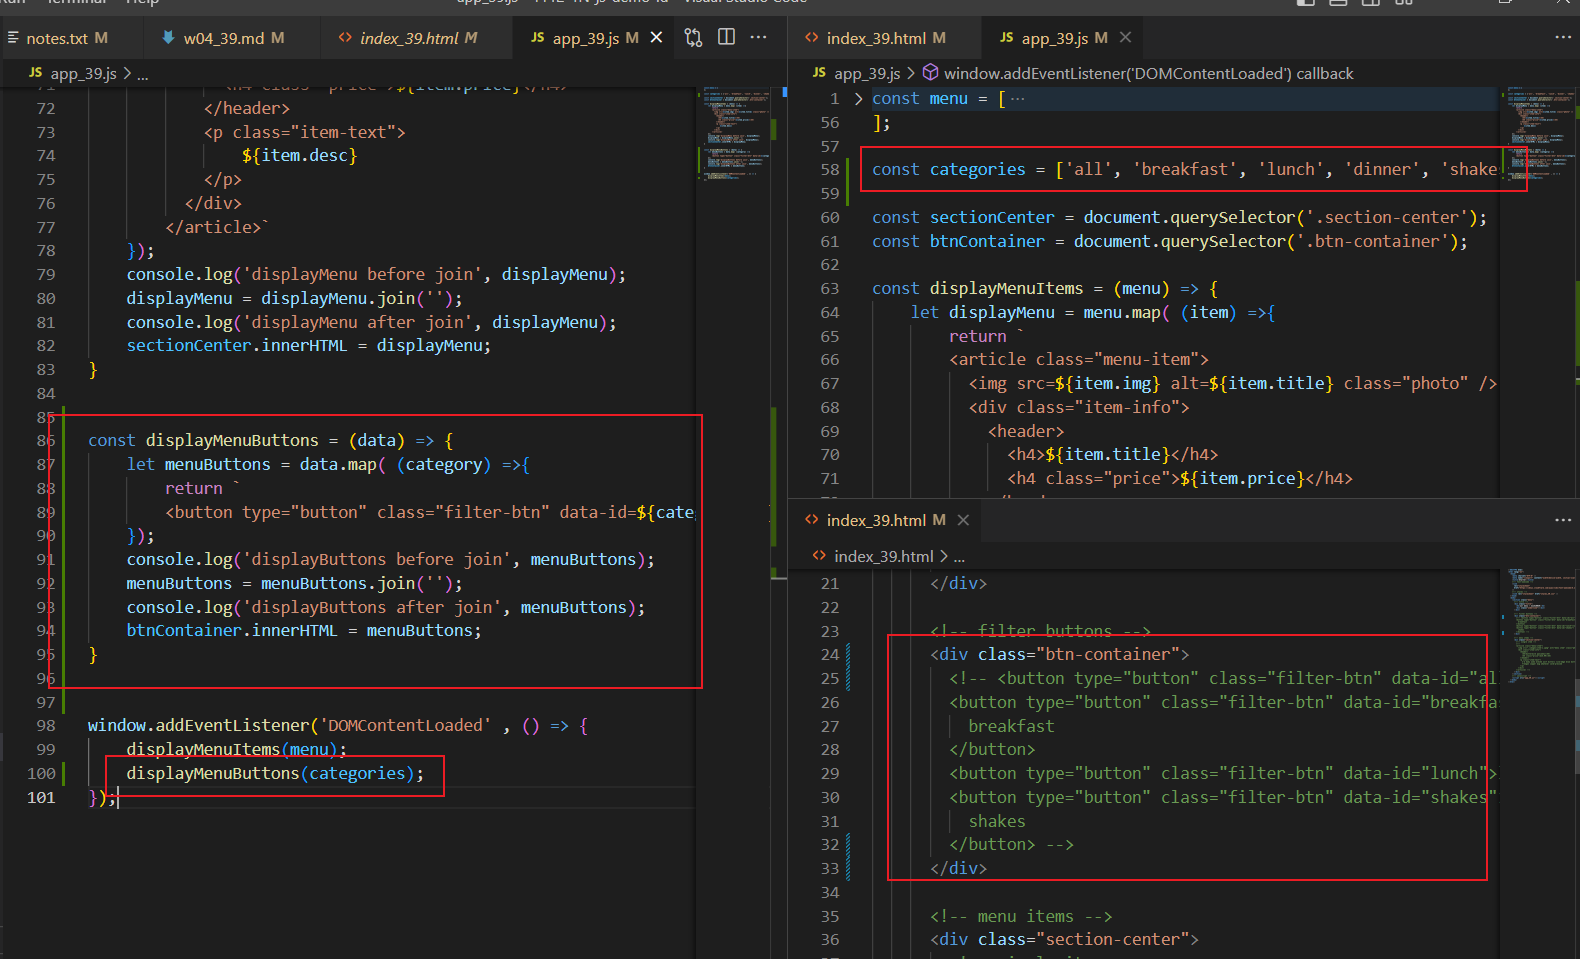 Terminal Help
notes.txt M
w04_39.md M
index_39.html M
JS app_39.js M
JS app_39.js > ...
72 </header>
73 <p class="item-text">
74 ${item.desc}
75 </p>
76 </div>
77 </article>`
78 });
79 console.log('displayMenu before join', displayMenu);
80 displayMenu = displayMenu.join('');
81 console.log('displayMenu after join', displayMenu);
82 sectionCenter.innerHTML = displayMenu;
83 }
84
85
86 const displayMenuButtons = (data) => {
87 let menuButtons = data.map( (category) =>{
88 return `
89 <button type="button" class="filter-btn" data-id=${cate
90 });
91 console.log('displayButtons before join', menuButtons);
92 menuButtons = menuButtons.join('');
93 console.log('displayButtons after join', menuButtons);
94 btnContainer.innerHTML = menuButtons;
95 }
96
97
98 window.addEventListener('DOMContentLoaded' , () => {
99 displayMenuItems(menu);
100 displayMenuButtons(categories);
101 });
index_39.html M
JS app_39.js M
JS app_39.js > window.addEventListener('DOMContentLoaded') callback
1 const menu = [ ...
56 ];
57
58 const categories = ['all', 'breakfast', 'lunch', 'dinner', 'shake
59
60 const sectionCenter = document.querySelector('.section-center');
61 const btnContainer = document.querySelector('.btn-container');
62
63 const displayMenuItems = (menu) => {
64 let displayMenu = menu.map( (item) =>{
65 return `
66 <article class="menu-item">
67 <img src=${item.img} alt=${item.title} class="photo" />
68 <div class="item-info">
69 <header>
70 <h4>${item.title}</h4>
71 <h4 class="price">${item.price}</h4>
index_39.html M
index_39.html > ...
21 </div>
22
23 <!-- filter buttons -->
24 <div class="btn-container">
25 <!-- <button type="button" class="filter-btn" data-id="al
26 <button type="button" class="filter-btn" data-id="breakfa
27 breakfast
28 </button>
29 <button type="button" class="filter-btn" data-id="lunch">
30 <button type="button" class="filter-btn" data-id="shakes"
31 shakes
32 </button> -->
33 </div>
34
35 <!-- menu items -->
36 <div class="section-center">